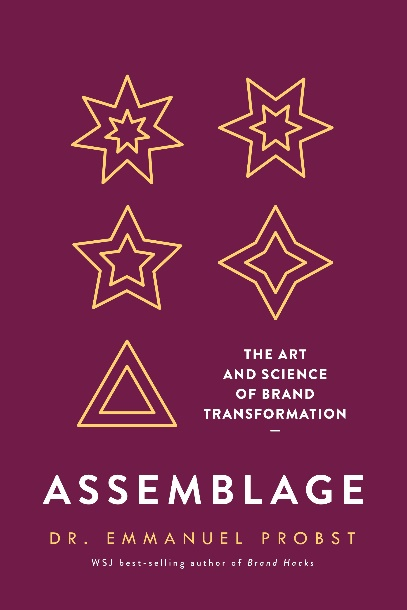 THE ART
AND SCIENCE
OF BRAND
TRANSFORMATION
ASSEMBLAGE
DR. EMMANUEL PROBST
WSJ best-selling author of Brand Hacks